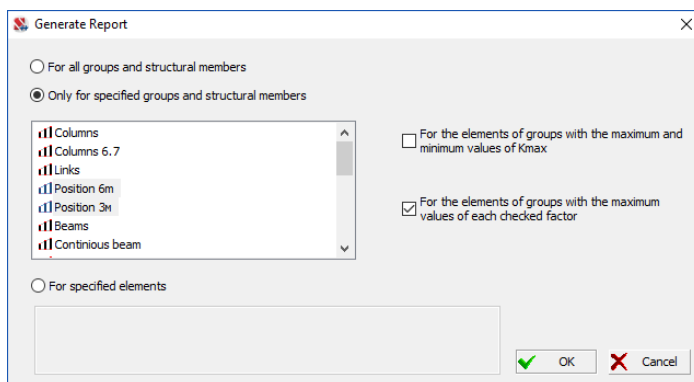 Generate Report
For all groups and structural members
Only for specified groups and structural members
Columns
Columns 6.7
Links
Position 6m
Position 3м
Beams
Continious beam
For the elements of groups with the maximum and
minimum values of Kmax
For the elements of groups with the maximum
values of each checked factor
For specified elements
OK
Cancel